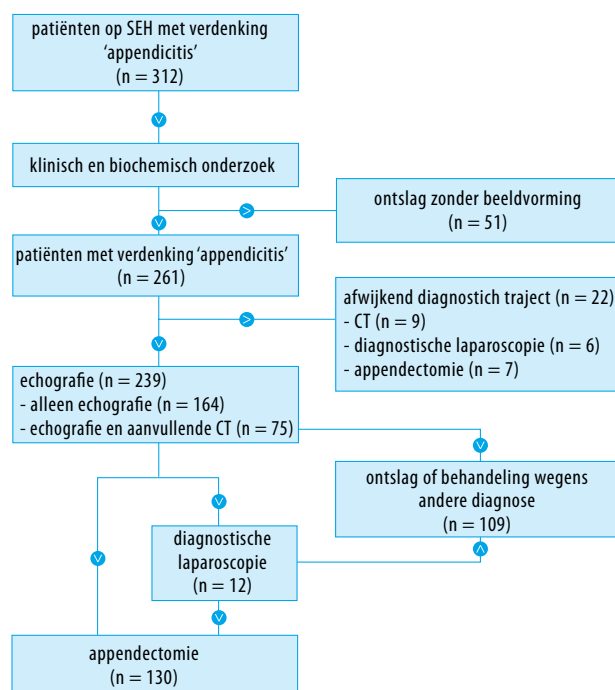 patiënten op SEH met verdenking
'appendicitis'
(n = 312)
klinisch en biochemisch onderzoek
ontslag zonder beeldvorming
(n = 51)
patiënten met verdenking 'appendicitis'
(n = 261)
afwijkend diagnostich traject (n = 22)
- CT (n = 9)
- diagnostische laparoscopie (n = 6)
- appendectomie (n = 7)
echografie (n = 239)
- alleen echografie (n = 164)
- echografie en aanvullende CT (n = 75)
ontslag of behandeling wegens
andere diagnose
(n = 109)
diagnostische
laparoscopie
(n = 12)
appendectomie
(n = 130)